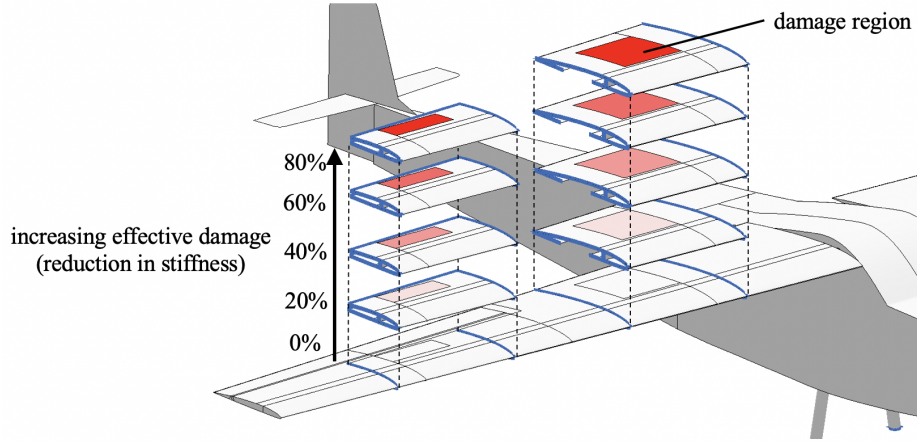 damage region
80%
60%
increasing effective damage
(reduction in stiffness)
40%
20%
0%